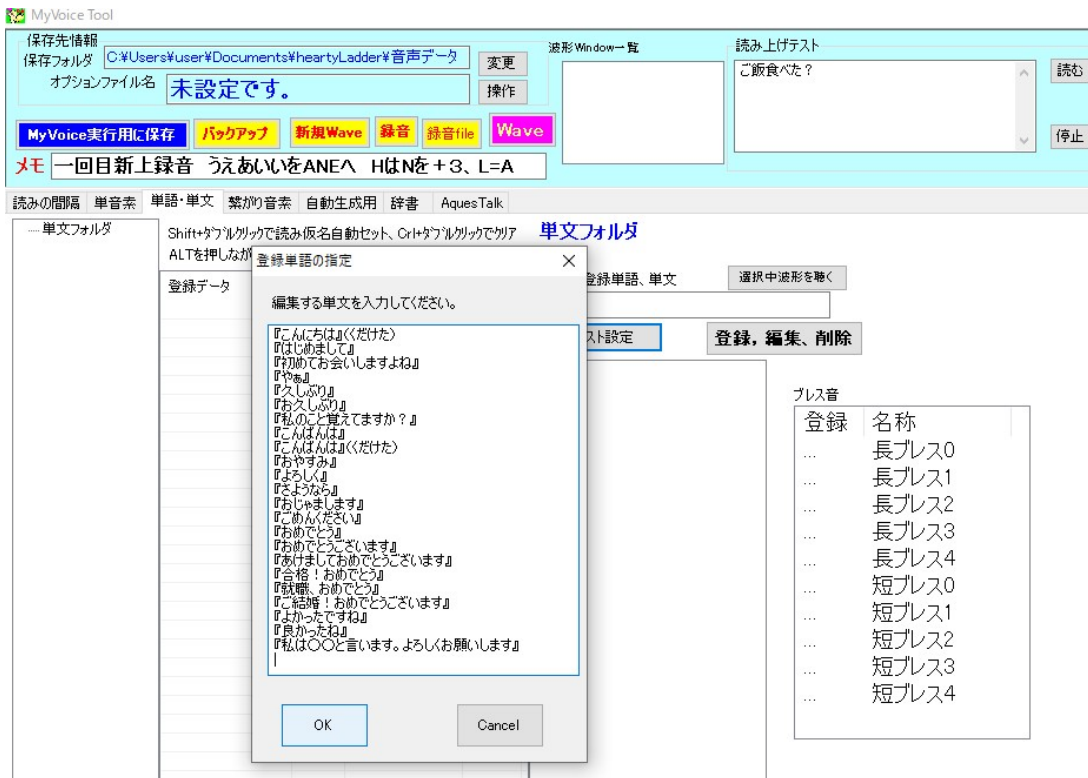 MyVoice Tool
保存先情報
保存フォルダ C:¥Users¥user¥Documents¥heartyLadder¥音声データ 変更
オプションファイル名 未設定です。 操作
MyVoice実行用に保存 バックアップ 新規Wave 録音 録音file Wave
メモ 一回目新上録音 うえあいいをANEへ HはNを+3、L=A
波形Window一覧
読み上げテスト
ご飯食べた？
読む
停止
読みの間隔 単音素 単語・単文 繋がり音素 自動生成用 辞書 AquesTalk
単文フォルダ
Shift+ダブルクリックで読み仮名自動セット、Crl+ダブルクリックでクリア
ALTを押しなが
登録データ
単文フォルダ
登録単語、単文 選択中波形を聴く
スト設定 登録，編集、削除
登録単語の指定
編集する単文を入力してください。
『こんにちは』(くだけた)
『はじめまして』
『初めてお会いしますよね』
『やぁ』
『久しぶり』
『お久しぶり』
『私のこと覚えてますか？』
『こんばんは』
『こんばんは』(くだけた)
『おやすみ』
『よろしく』
『さようなら』
『おじゃまします』
『ごめんください』
『おめでとう』
『おめでとうございます』
『あけましておめでとうございます』
『合格！おめでとう』
『就職、おめでとう』
『ご結婚！おめでとうございます』
『よかったですね』
『良かったね』
『私は〇〇と言います。よろしくお願いします』
OK Cancel
ブレス音
登録 名称
... 長ブレス0
... 長ブレス1
... 長ブレス2
... 長ブレス3
... 長ブレス4
... 短ブレス0
... 短ブレス1
... 短ブレス2
... 短ブレス3
... 短ブレス4